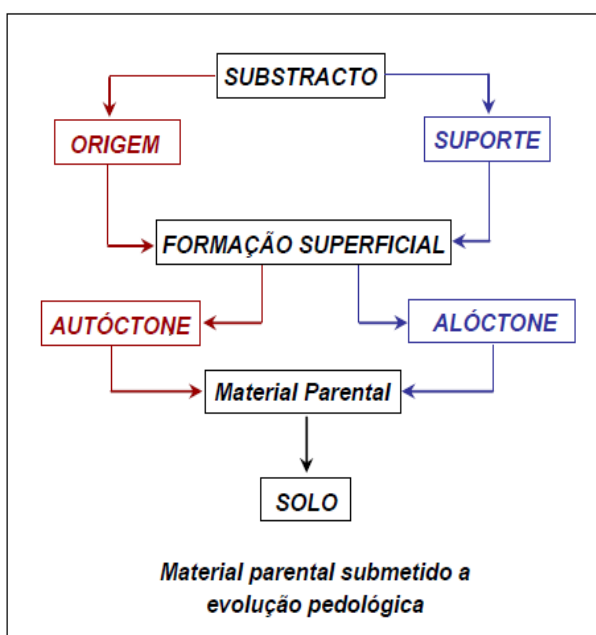 SUBSTRACTO
ORIGEM
SUPORTE
FORMAÇÃO SUPERFICIAL
AUTÓCTONE
ALÓCTONE
Material Parental
SOLO
Material parental submetido a
evolução pedológica